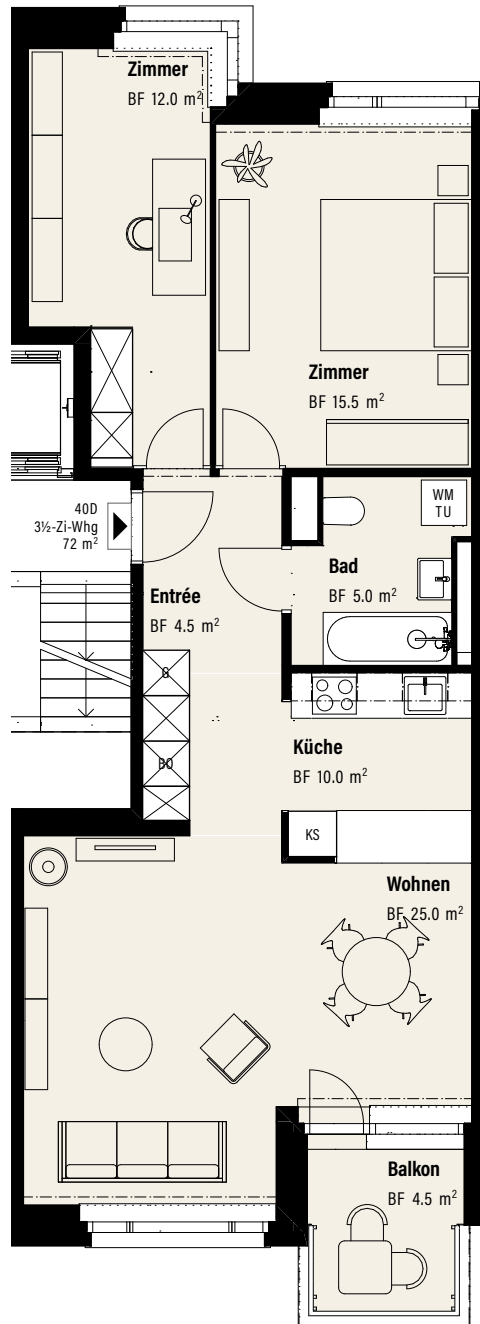 Zimmer
BF 12.0 m²
Zimmer
BF 15.5 m²
40D
3½-Zi-Whg
72 m²
WM
TU
Bad
BF 5.0 m²
Entrée
BF 4.5 m²
G
BO
Küche
BF 10.0 m²
KS
Wohnen
BF 25.0 m²
Balkon
BF 4.5 m²